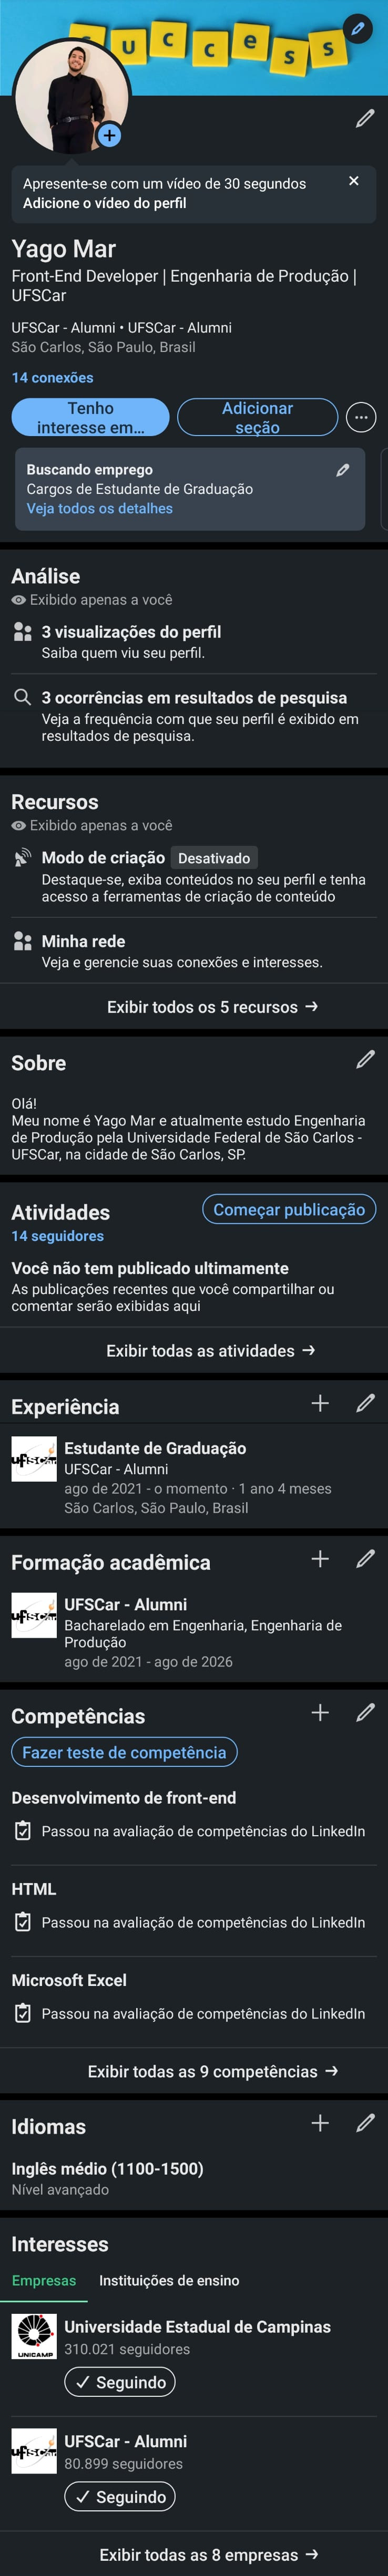 success
Apresente-se com um vídeo de 30 segundos
Adicione o vídeo do perfil
Yago Mar
Front-End Developer | Engenharia de Produção |
UFSCar
UFSCar - Alumni • UFSCar - Alumni
São Carlos, São Paulo, Brasil
14 conexões
Tenho
interesse em...
Adicionar
seção
Buscando emprego
Cargos de Estudante de Graduação
Veja todos os detalhes
Análise
Exibido apenas a você
3 visualizações do perfil
Saiba quem viu seu perfil.
3 ocorrências em resultados de pesquisa
Veja a frequência com que seu perfil é exibido em
resultados de pesquisa.
Recursos
Exibido apenas a você
Modo de criação Desativado
Destaque-se, exiba conteúdos no seu perfil e tenha
acesso a ferramentas de criação de conteúdo
Minha rede
Veja e gerencie suas conexões e interesses.
Exibir todos os 5 recursos →
Sobre
Olá!
Meu nome é Yago Mar e atualmente estudo Engenharia
de Produção pela Universidade Federal de São Carlos -
UFSCar, na cidade de São Carlos, SP.
Atividades
Começar publicação
14 seguidores
Você não tem publicado ultimamente
As publicações recentes que você compartilhar ou
comentar serão exibidas aqui
Exibir todas as atividades →
Experiência
ufscar
Estudante de Graduação
UFSCar - Alumni
ago de 2021 - o momento · 1 ano 4 meses
São Carlos, São Paulo, Brasil
Formação acadêmica
ufscar
UFSCar - Alumni
Bacharelado em Engenharia, Engenharia de
Produção
ago de 2021 - ago de 2026
Competências
Fazer teste de competência
Desenvolvimento de front-end
Passou na avaliação de competências do LinkedIn
HTML
Passou na avaliação de competências do LinkedIn
Microsoft Excel
Passou na avaliação de competências do LinkedIn
Exibir todas as 9 competências →
Idiomas
Inglês médio (1100-1500)
Nível avançado
Interesses
Empresas
Instituições de ensino
UNICAMP
Universidade Estadual de Campinas
310.021 seguidores
✓ Seguindo
ufscar
UFSCar - Alumni
80.899 seguidores
✓ Seguindo
Exibir todas as 8 empresas →